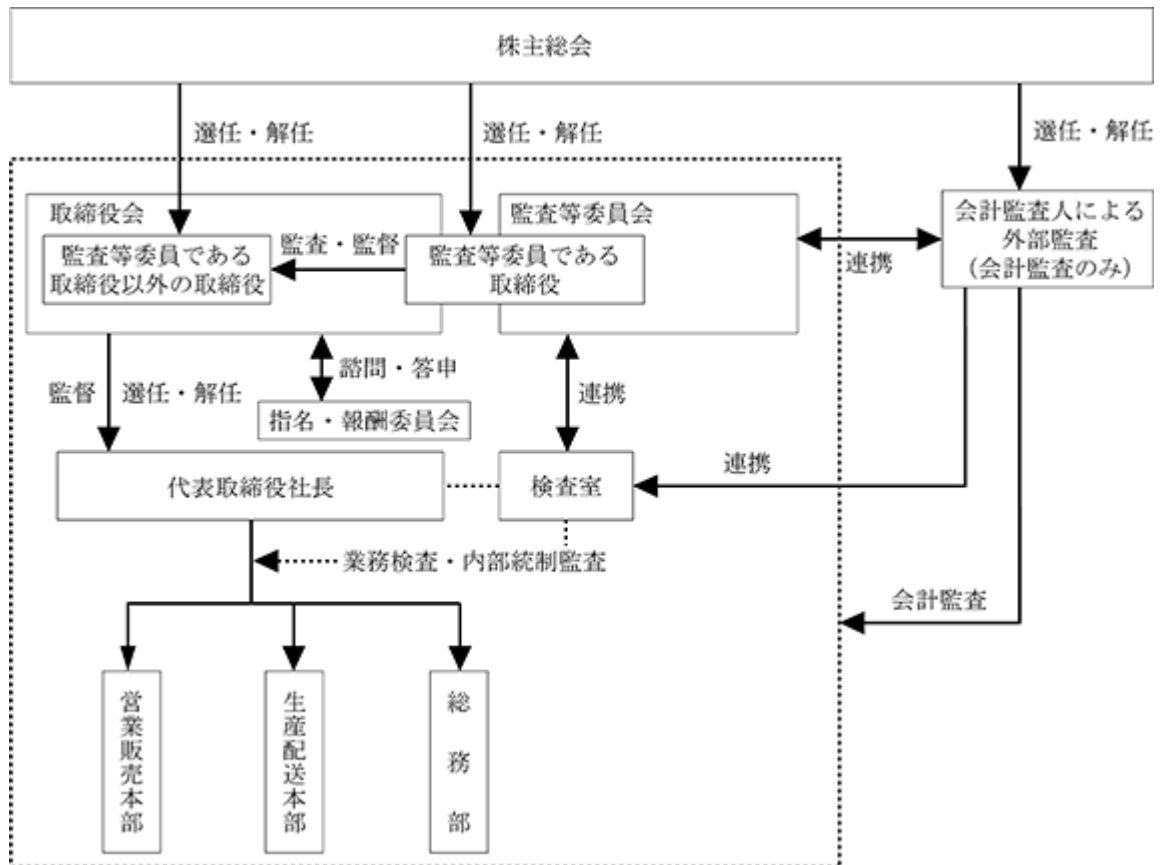 株主総会
選任・解任
選任・解任
選任・解任
取締役会
監査等委員会
会計監査人による
外部監査
（会計監査のみ）
監査等委員である
取締役以外の取締役
監査・監督
監査等委員である
取締役
連携
監督
選任・解任
諮問・答申
指名・報酬委員会
連携
代表取締役社長
検査室
連携
業務検査・内部統制監査
会計監査
営業販売本部
生産配送本部
総務部